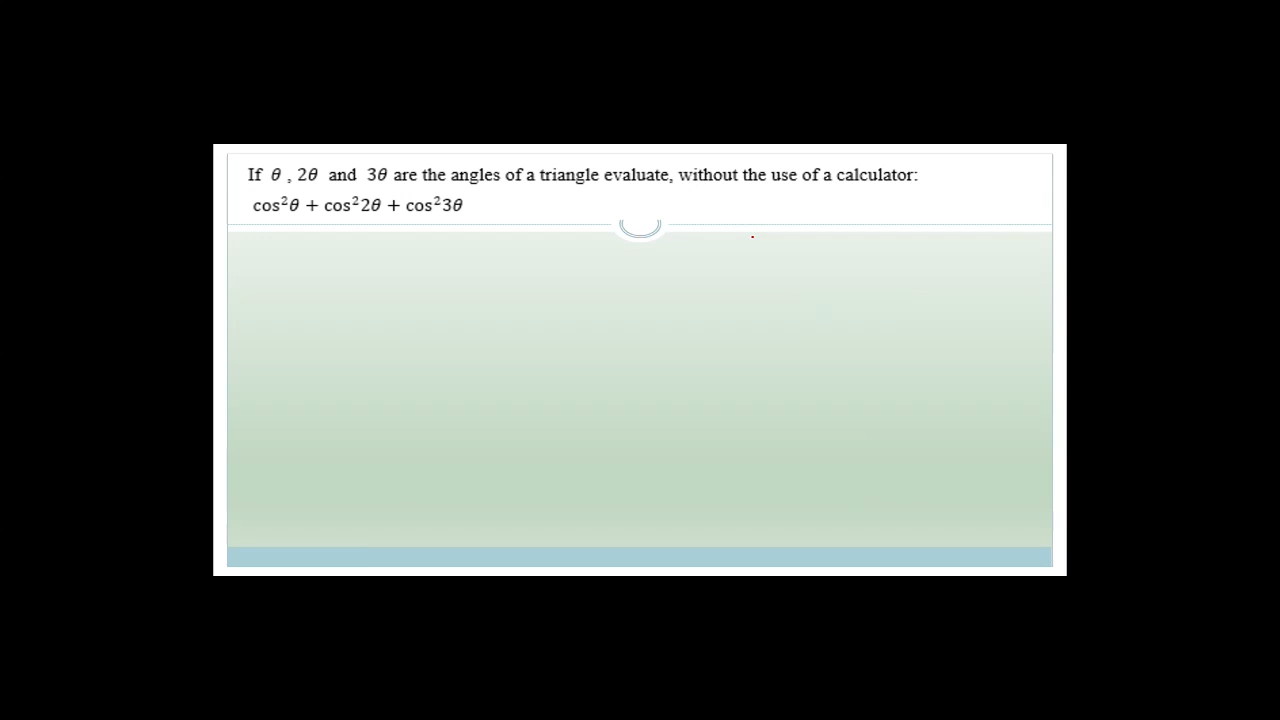 If θ , 2θ and 3θ are the angles of a triangle evaluate, without the use of a calculator:
cos²θ + cos²2θ + cos²3θ